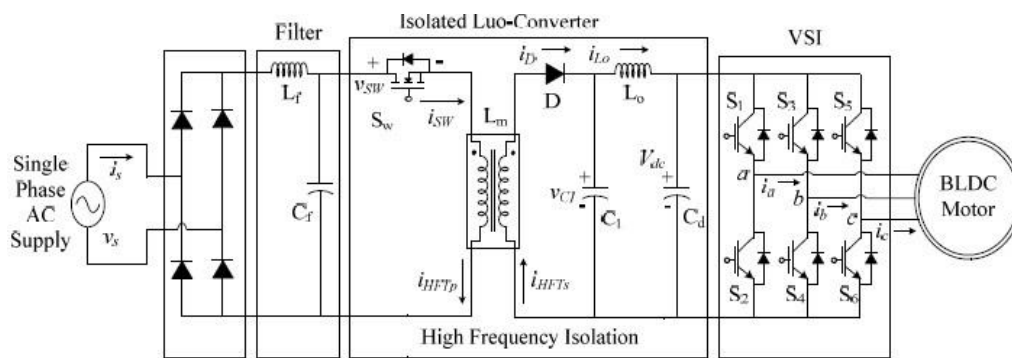 Isolated Luo-Converter
Filter
VSI
L_f
C_f
+ -
v_SW
S_w
i_SW
L_m
i_D
D
i_Lo
L_o
+
v_C1
-
C_1
+
V_dc
-
C_d
S_1
S_3
S_5
a
b
c
i_a
i_b
i_c
S_2
S_4
S_6
BLDC
Motor
Single
Phase
AC
Supply
i_s
v_s
i_HFTp
i_HFTs
High Frequency Isolation